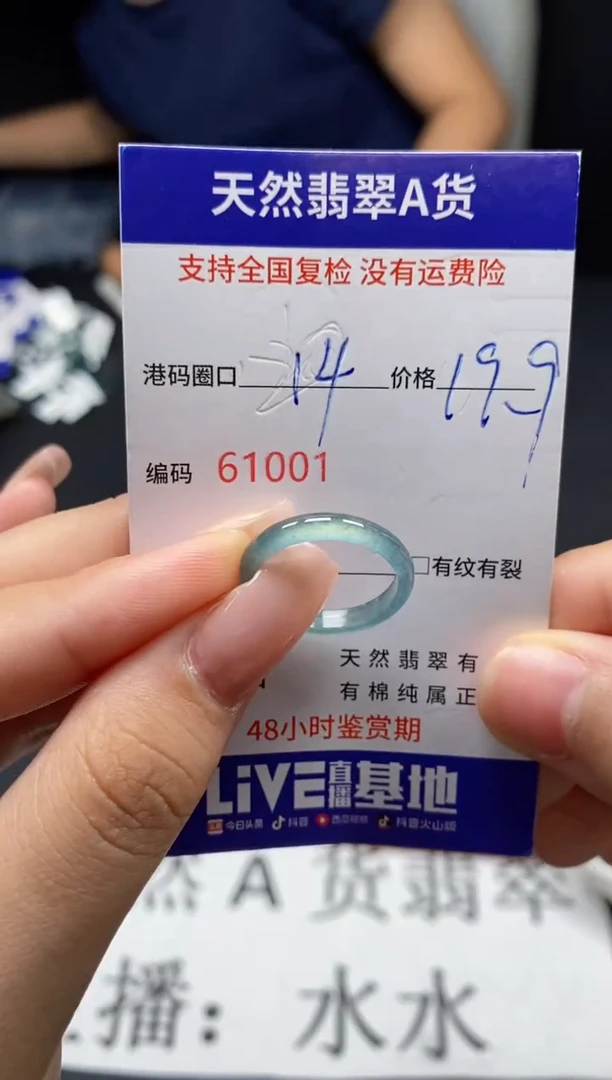 天然翡翠A货
支持全国复检 没有运费险
港码圈口 14 价格 19.9
编码 61001
□有纹有裂
天然翡翠有
有棉纯属正
48小时鉴赏期
LiVE直播基地
今日头条 抖音 西瓜视频 抖音火山版
然A货翡翠
播：水水